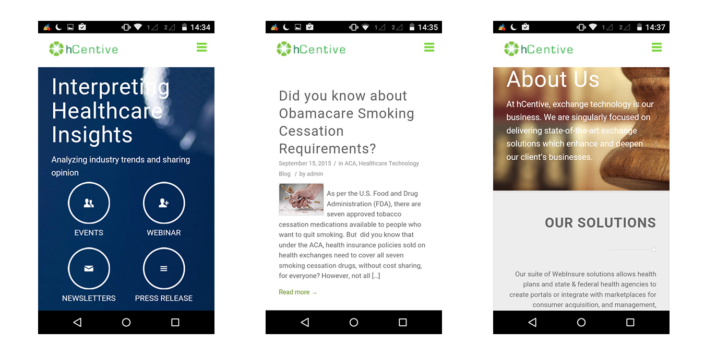 14:34
hCentive
Interpreting
Healthcare
Insights
Analyzing industry trends and sharing
opinion
EVENTS
WEBINAR
NEWSLETTERS
PRESS RELEASE
14:35
hCentive
Did you know about
Obamacare Smoking
Cessation
Requirements?
September 15, 2015 / in ACA, Healthcare Technology
Blog / by admin
As per the U.S. Food and Drug
Administration (FDA), there are
seven approved tobacco
cessation medications available to people who
want to quit smoking. But did you know that
under the ACA, health insurance policies sold on
health exchanges need to cover all seven
smoking cessation drugs, without cost sharing,
for everyone? However, not all [...]
Read more →
14:37
hCentive
About Us
At hCentive, exchange technology is our
business. We are singularly focused on
delivering state-of-the-art exchange
solutions which enhance and deepen
our client's businesses.
OUR SOLUTIONS
Our suite of WebInsure solutions allows health
plans and state & federal health agencies to
create portals or integrate with marketplaces for
consumer acquisition, and management,